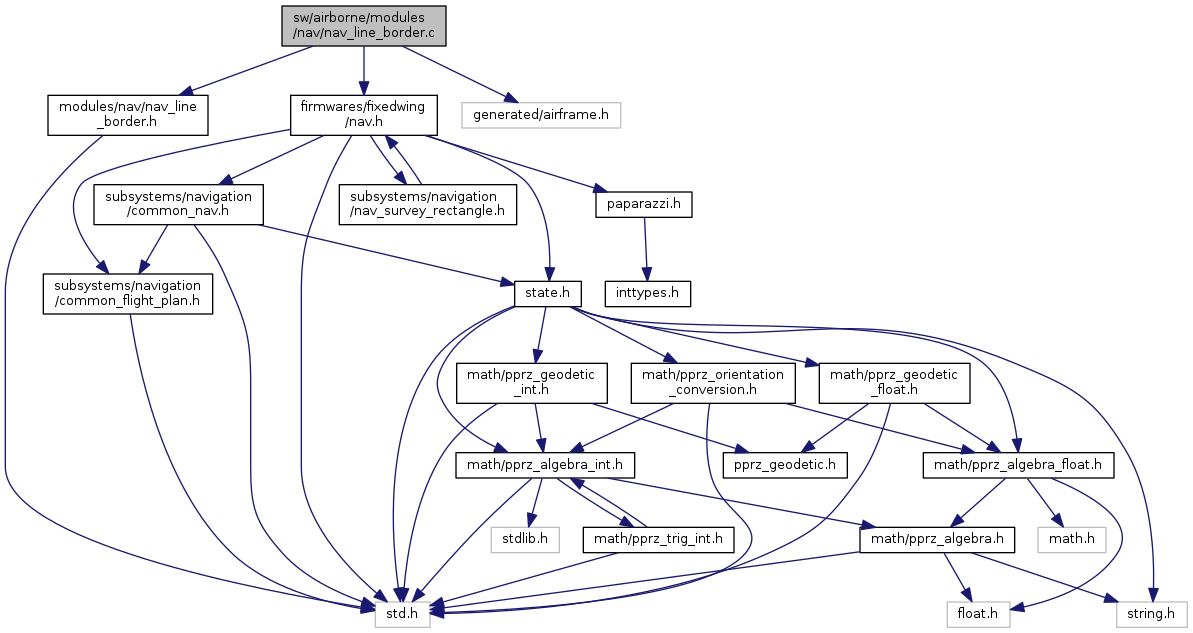 sw/airborne/modules
/nav/nav_line_border.c
modules/nav/nav_line
_border.h
firmwares/fixedwing
/nav.h
generated/airframe.h
subsystems/navigation
/common_nav.h
subsystems/navigation
/nav_survey_rectangle.h
paparazzi.h
subsystems/navigation
/common_flight_plan.h
state.h
inttypes.h
math/pprz_geodetic
_int.h
math/pprz_orientation
_conversion.h
math/pprz_geodetic
_float.h
math/pprz_algebra_int.h
pprz_geodetic.h
math/pprz_algebra_float.h
stdlib.h
math/pprz_trig_int.h
math/pprz_algebra.h
math.h
std.h
float.h
string.h